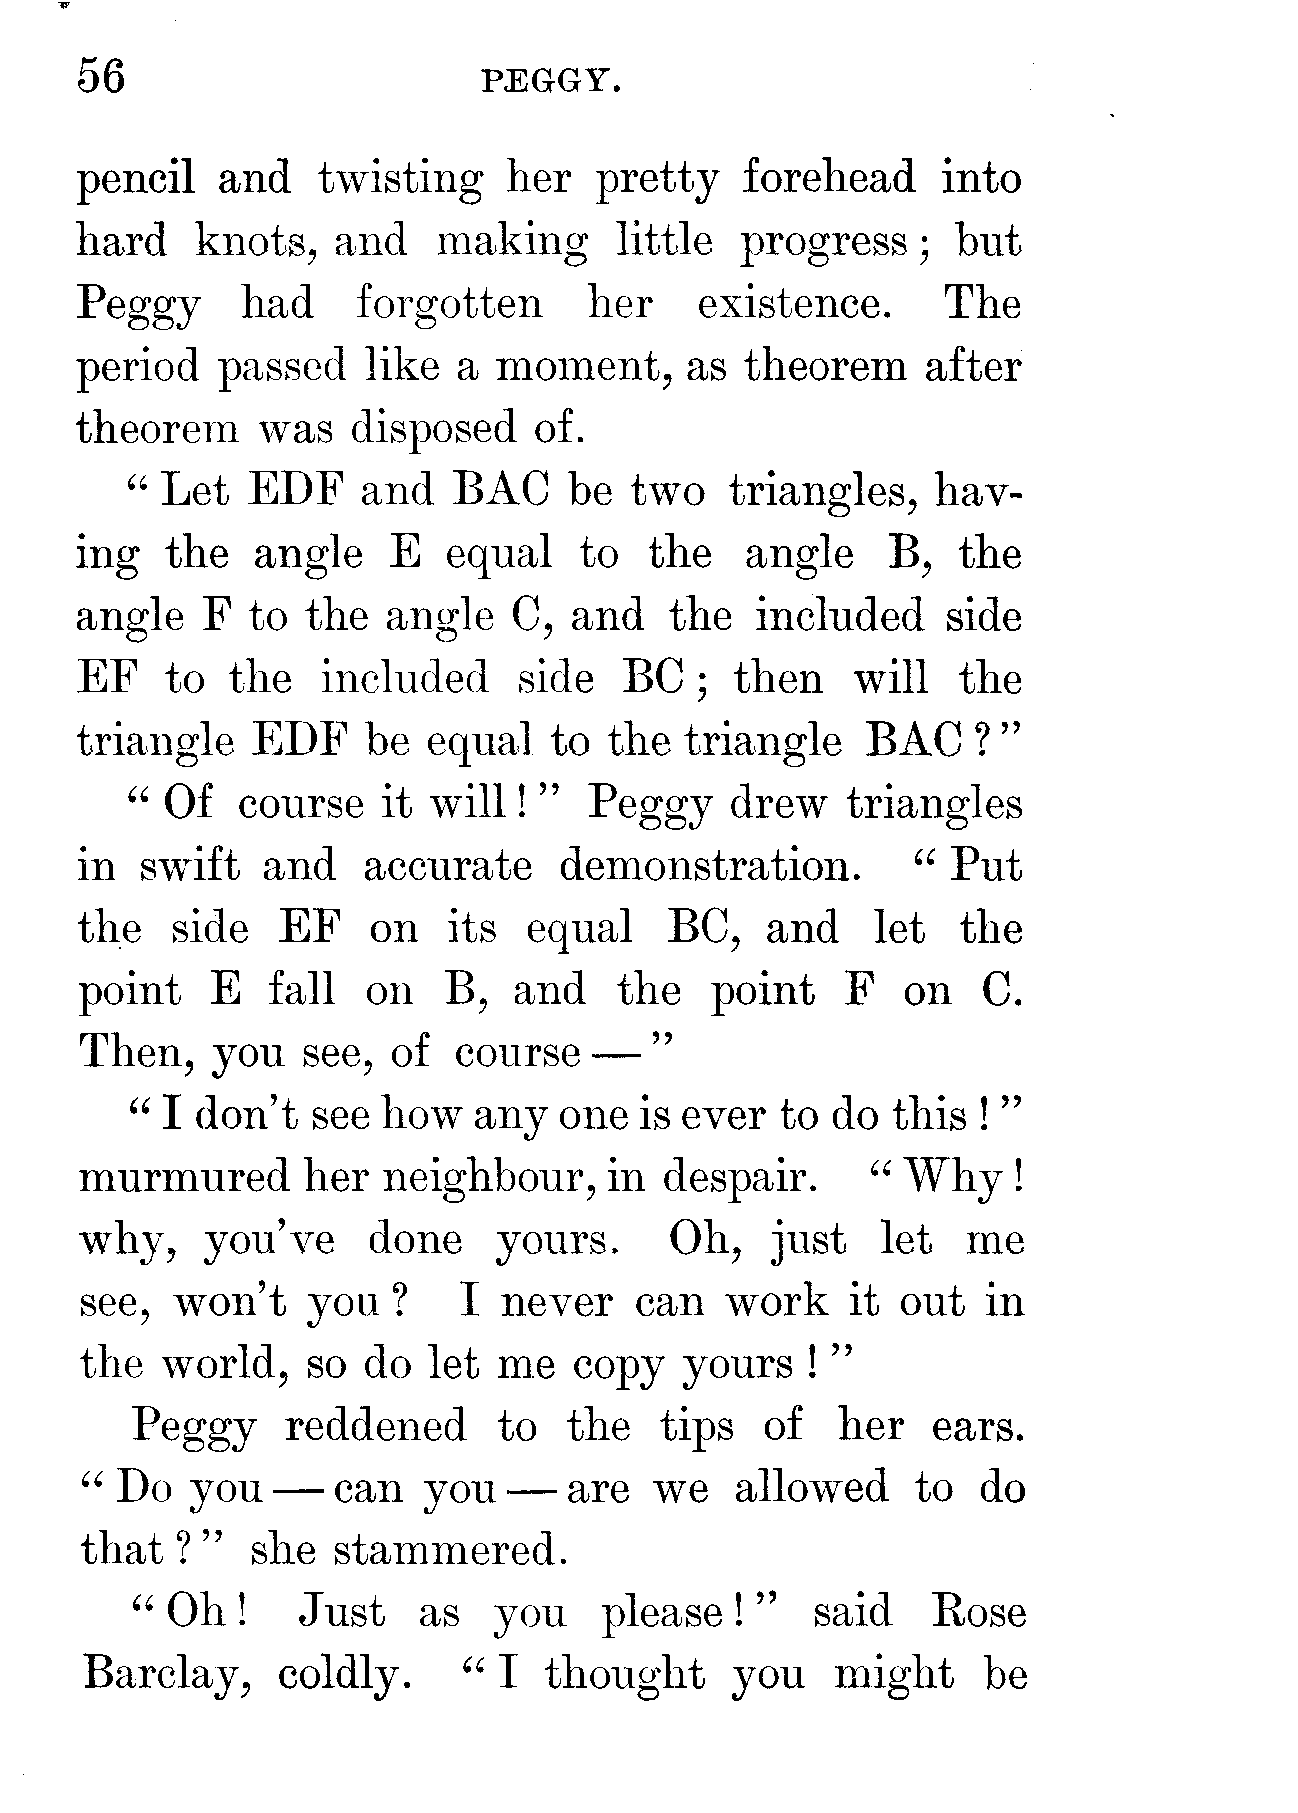 56 PEGGY.
pencil and twisting her pretty forehead into
hard knots, and making little progress; but
Peggy had forgotten her existence. The
period passed like a moment, as theorem after
theorem was disposed of.
“Let EDF and BAC be two triangles, hav-
ing the angle E equal to the angle B, the
angle F to the angle C, and the included side
EF to the included side BC; then will the
triangle EDF be equal to the triangle BAC?”
“Of course it will!” Peggy drew triangles
in swift and accurate demonstration. “Put
the side EF on its equal BC, and let the
point E fall on B, and the point F on C.
Then, you see, of course—”
“I don't see how any one is ever to do this!”
murmured her neighbour, in despair. “Why!
why, you've done yours. Oh, just let me
see, won't you? I never can work it out in
the world, so do let me copy yours!”
Peggy reddened to the tips of her ears.
“Do you—can you—are we allowed to do
that?” she stammered.
“Oh! Just as you please!” said Rose
Barclay, coldly. “I thought you might be